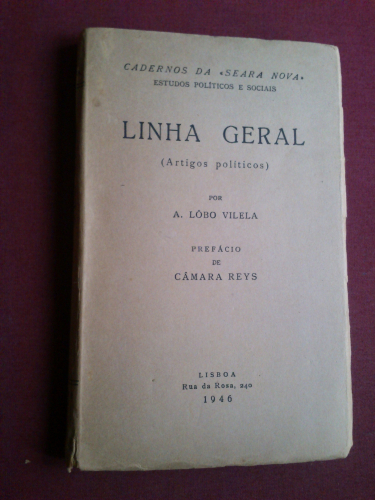 CADERNOS DA «SEARA NOVA»
ESTUDOS POLÍTICOS E SOCIAIS
LINHA GERAL
(Artigos políticos)
POR
A. LÔBO VILELA
PREFÁCIO
DE
CÂMARA REYS
LISBOA
Rua da Rosa, 240
1946